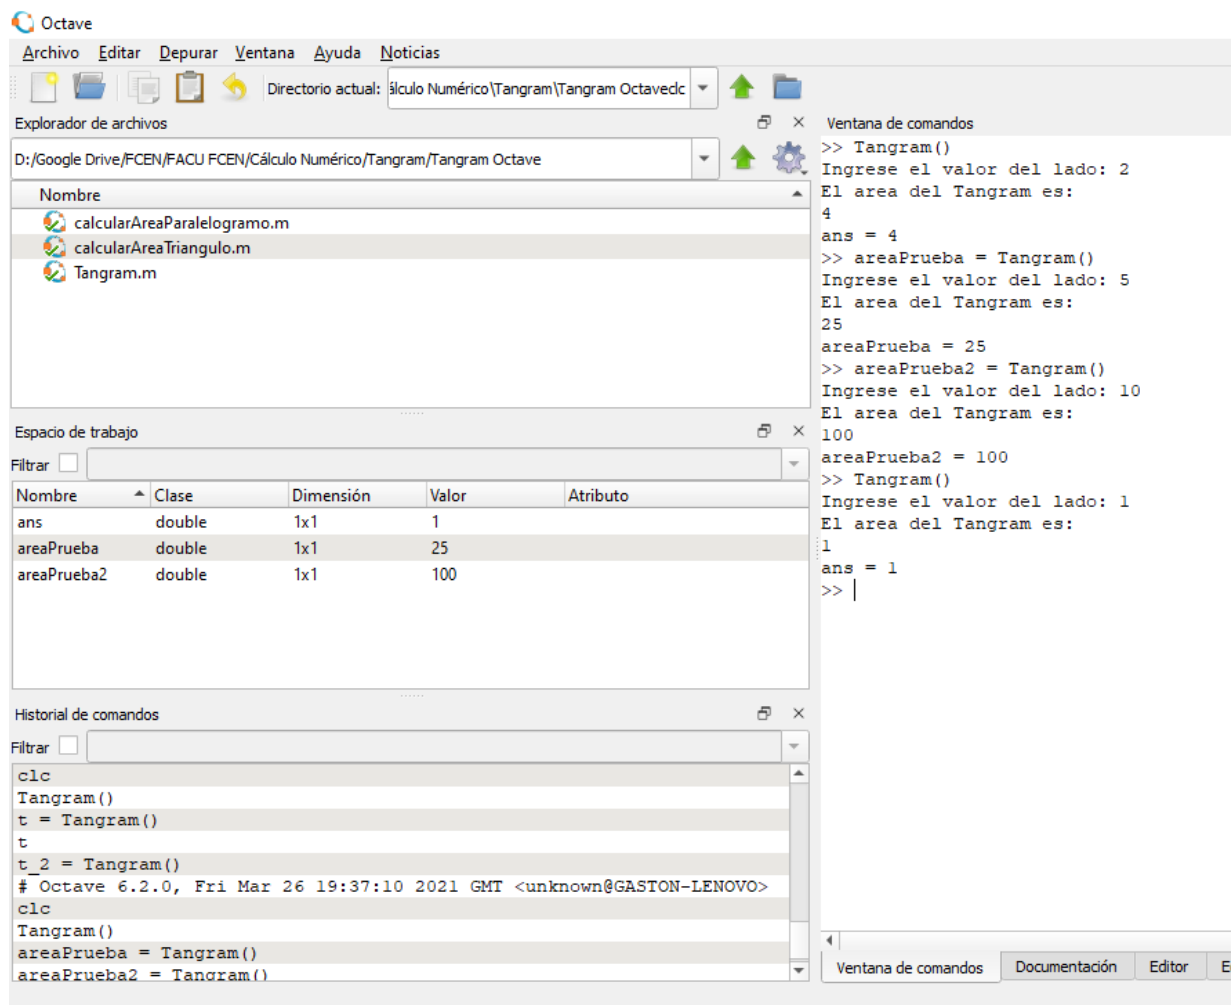 Octave
Archivo Editar Depurar Ventana Ayuda Noticias
Directorio actual: álculo Numérico\Tangram\Tangram Octaveclc
Explorador de archivos
D:/Google Drive/FCEN/FACU FCEN/Cálculo Numérico/Tangram/Tangram Octave
Nombre
calcularAreaParalelogramo.m
calcularAreaTriangulo.m
Tangram.m
Espacio de trabajo
Filtrar
Nombre Clase Dimensión Valor Atributo
ans double 1x1 1
areaPrueba double 1x1 25
areaPrueba2 double 1x1 100
Historial de comandos
Filtrar
clc
Tangram()
t = Tangram()
t
t_2 = Tangram()
# Octave 6.2.0, Fri Mar 26 19:37:10 2021 GMT <unknown@GASTON-LENOVO>
clc
Tangram()
areaPrueba = Tangram()
areaPrueba2 = Tangram()
Ventana de comandos
>> Tangram()
Ingrese el valor del lado: 2
El area del Tangram es:
4
ans = 4
>> areaPrueba = Tangram()
Ingrese el valor del lado: 5
El area del Tangram es:
25
areaPrueba = 25
>> areaPrueba2 = Tangram()
Ingrese el valor del lado: 10
El area del Tangram es:
100
areaPrueba2 = 100
>> Tangram()
Ingrese el valor del lado: 1
El area del Tangram es:
1
ans = 1
>>
Ventana de comandos Documentación Editor